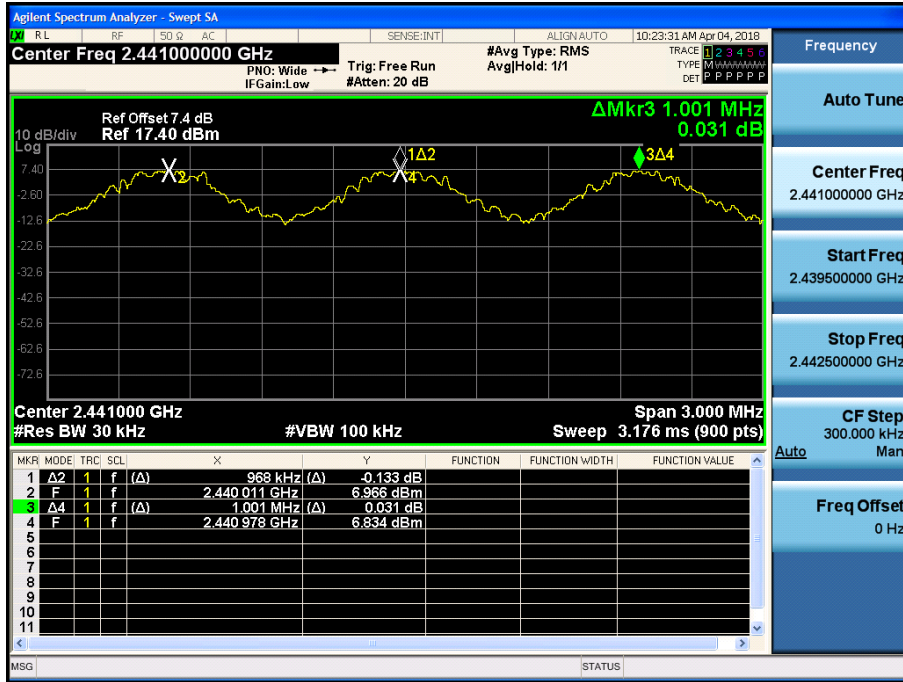 Agilent Spectrum Analyzer - Swept SA
LXI RL RF 50 Ω AC SENSE:INT ALIGN AUTO 10:23:31 AM Apr 04, 2018
Center Freq 2.441000000 GHz
PNO: Wide
IFGain:Low
Trig: Free Run
#Atten: 20 dB
#Avg Type: RMS
Avg|Hold: 1/1
TRACE 1 2 3 4 5 6
TYPE M WWWWW
DET P P P P P P
ΔMkr3 1.001 MHz
0.031 dB
Ref Offset 7.4 dB
10 dB/div Ref 17.40 dBm
Log
7.40
-2.60
-12.6
-22.6
-32.6
-42.6
-52.6
-62.6
-72.6
2
1Δ2
4
3Δ4
Center 2.441000 GHz Span 3.000 MHz
#Res BW 30 kHz #VBW 100 kHz Sweep 3.176 ms (900 pts)
MKR MODE TRC SCL X Y FUNCTION FUNCTION WIDTH FUNCTION VALUE
1 Δ2 1 f (Δ) 968 kHz (Δ) -0.133 dB
2 F 1 f 2.440 011 GHz 6.966 dBm
3 Δ4 1 f (Δ) 1.001 MHz (Δ) 0.031 dB
4 F 1 f 2.440 978 GHz 6.834 dBm
5
6
7
8
9
10
11
MSG STATUS
Frequency
Auto Tune
Center Freq
2.441000000 GHz
Start Freq
2.439500000 GHz
Stop Freq
2.442500000 GHz
CF Step
300.000 kHz
Auto Man
Freq Offset
0 Hz